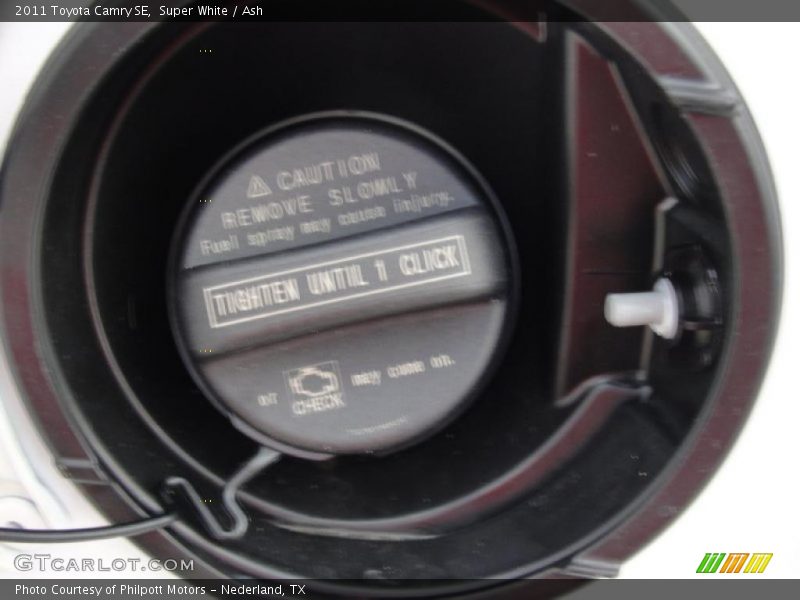 2011 Toyota Camry SE, Super White / Ash
CAUTION
REMOVE SLOWLY
Fuel spray may cause injury.
TIGHTEN UNTIL 1 CLICK
or CHECK may come on.
GTCARLOT.COM
Photo Courtesy of Philpott Motors - Nederland, TX